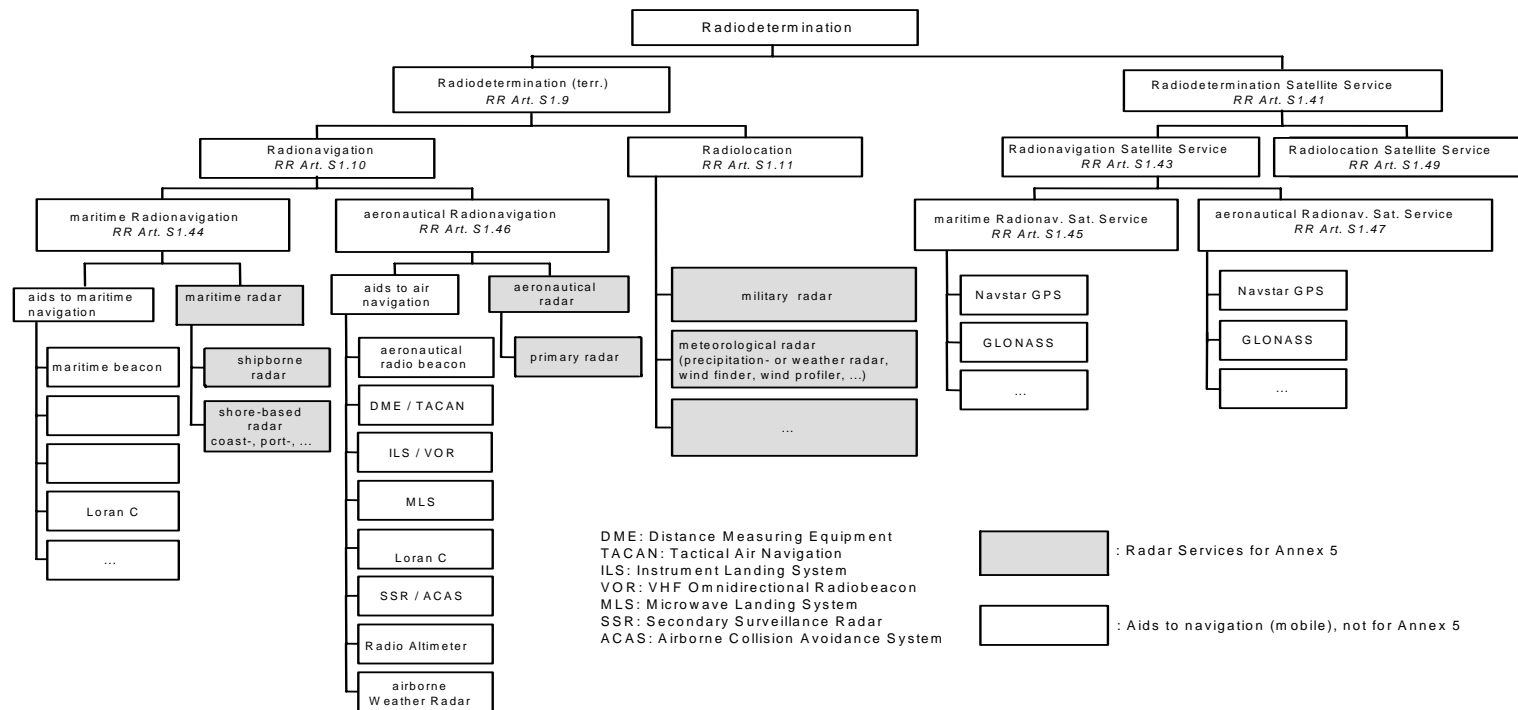 Radiodetermination
Radiodetermination (terr.)
RR Art. S1.9
Radiodetermination Satellite Service
RR Art. S1.41
Radionavigation
RR Art. S1.10
Radiolocation
RR Art. S1.11
Radionavigation Satellite Service
RR Art. S1.43
Radiolocation Satellite Service
RR Art. S1.49
maritime Radionavigation
RR Art. S1.44
aeronautical Radionavigation
RR Art. S1.46
maritime Radionav. Sat. Service
RR Art. S1.45
aeronautical Radionav. Sat. Service
RR Art. S1.47
aids to maritime
navigation
maritime radar
aids to air
navigation
aeronautical
radar
military radar
Navstar GPS
Navstar GPS
maritime beacon
shipborne
radar
aeronautical
radio beacon
primary radar
meteorological radar
(precipitation- or weather radar,
wind finder, wind profiler, ...)
GLONASS
GLONASS
shore-based
radar
coast-, port-, ...
DME / TACAN
...
...
...
ILS / VOR
Loran C
MLS
...
Loran C
SSR / ACAS
Radio Altimeter
airborne
Weather Radar
DME: Distance Measuring Equipment
TACAN: Tactical Air Navigation
ILS: Instrument Landing System
VOR: VHF Omnidirectional Radiobeacon
MLS: Microwave Landing System
SSR: Secondary Surveillance Radar
ACAS: Airborne Collision Avoidance System
: Radar Services for Annex 5
: Aids to navigation (mobile), not for Annex 5